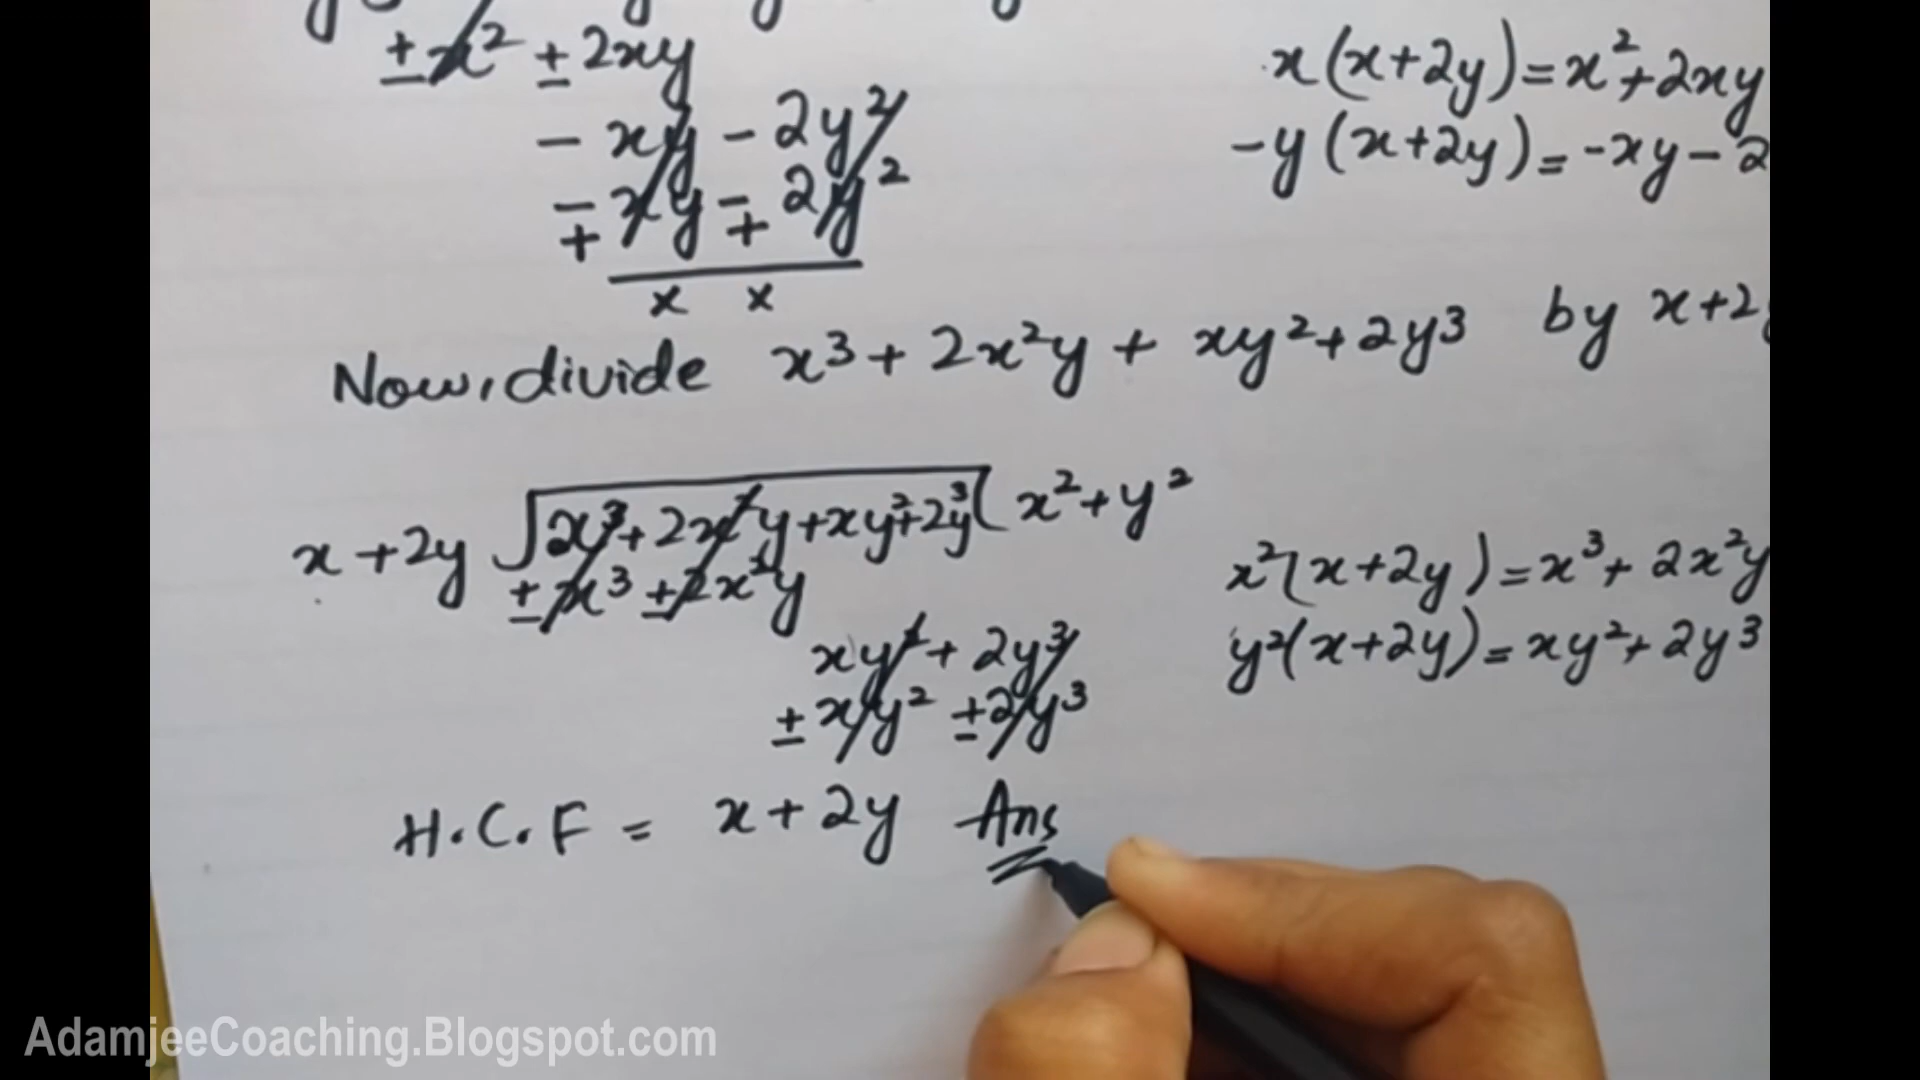 ± x² ± 2xy
- xy - 2y²
- xy - 2y²
+ +
x x
x(x+2y) = x²+2xy
-y(x+2y) = -xy - 2
Now, divide x³ + 2x²y + xy² + 2y³ by x+2y
x + 2y √x³ + 2x²y + xy² + 2y³ ( x² + y²
± x³ ± 2x²y
xy² + 2y³
± xy² ± 2y³
x²(x+2y) = x³ + 2x²y
y²(x+2y) = xy² + 2y³
H.C.F = x + 2y Ans
AdamjeeCoaching.Blogspot.com